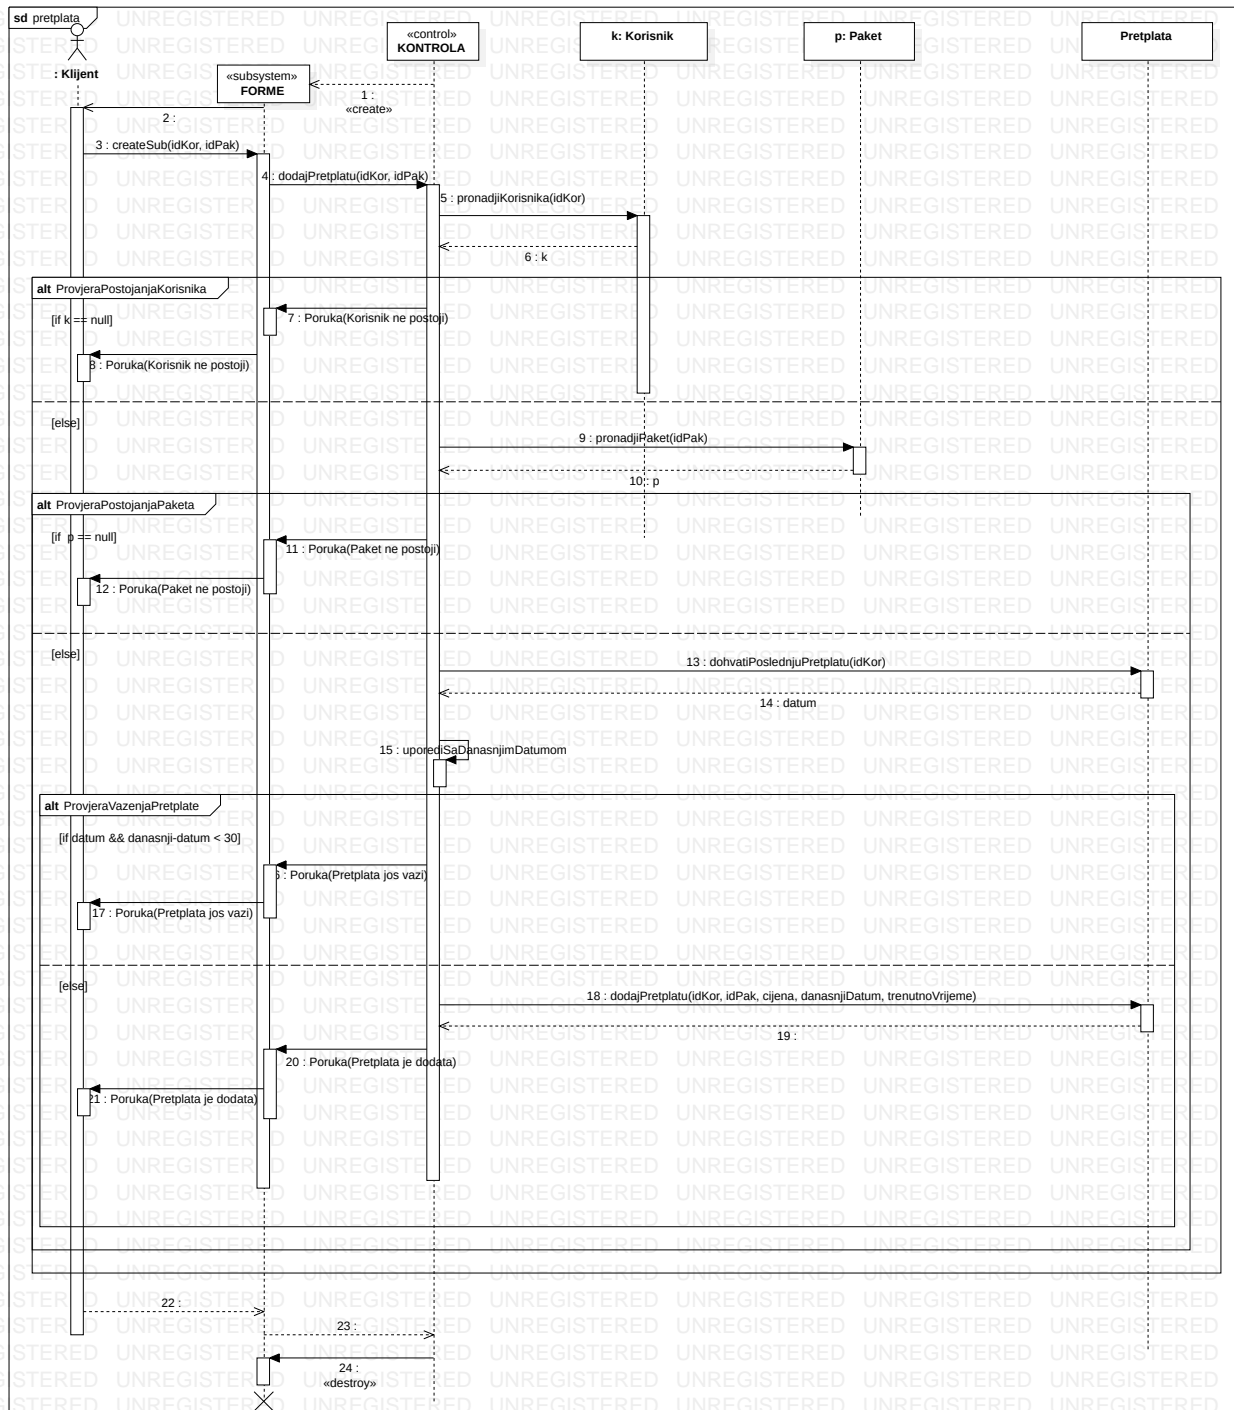 sd pretplata
: Klijent
«subsystem»
FORME
«control»
KONTROLA
k: Korisnik
p: Paket
Pretplata
1 :
«create»
2 :
3 : createSub(idKor, idPak)
4 : dodajPretplatu(idKor, idPak)
5 : pronadjiKorisnika(idKor)
6 : k
alt ProvjeraPostojanjaKorisnika
[if k == null]
7 : Poruka(Korisnik ne postoji)
8 : Poruka(Korisnik ne postoji)
[else]
9 : pronadjiPaket(idPak)
10 : p
alt ProvjeraPostojanjaPaketa
[if p == null]
11 : Poruka(Paket ne postoji)
12 : Poruka(Paket ne postoji)
[else]
13 : dohvatiPoslednjuPretplatu(idKor)
14 : datum
15 : uporediSaDanasnjimDatumom
alt ProvjeraVazenjaPretplate
[if datum && danasnji-datum < 30]
: Poruka(Pretplata jos vazi)
17 : Poruka(Pretplata jos vazi)
[else]
18 : dodajPretplatu(idKor, idPak, cijena, danasnjiDatum, trenutnoVrijeme)
19 :
20 : Poruka(Pretplata je dodata)
21 : Poruka(Pretplata je dodata)
22 :
23 :
24 :
«destroy»
UNREGISTERED